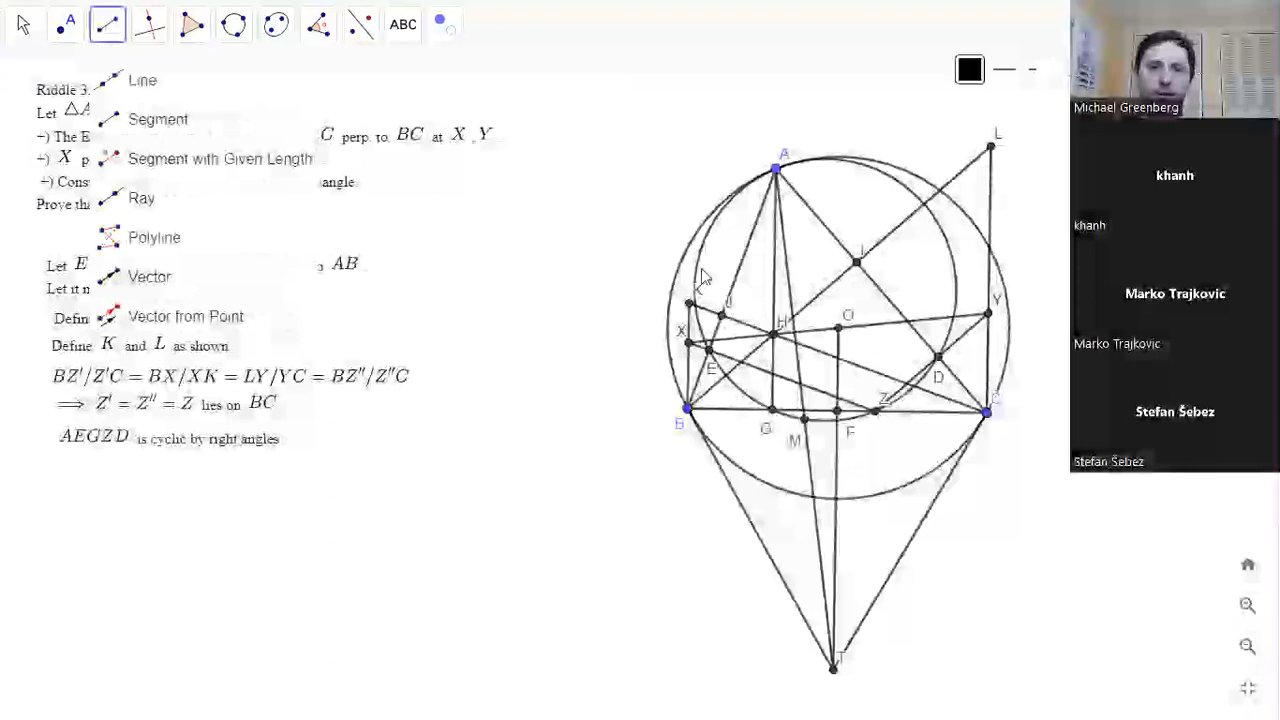 ABC
Line
Segment
Segment with Given Length
Ray
Polyline
Vector
Vector from Point
Riddle 3.
Let △A
+) The E C perp. to BC at X , Y
+) X p
+) Cons angle
Prove tha
Let E AB
Let it m
Defin
Define K and L as shown
BZ'/Z'C = BX/XK = LY/YC = BZ''/Z''C
⟹ Z' = Z'' = Z lies on BC
AEGZD is cyclic by right angles
A
L
I
K
J
H
O
Y
X
E
D
Z
C
B
G
M
F
T
Michael Greenberg
khanh
khanh
Marko Trajkovic
Marko Trajkovic
Stefan Šebez
Stefan Šebez